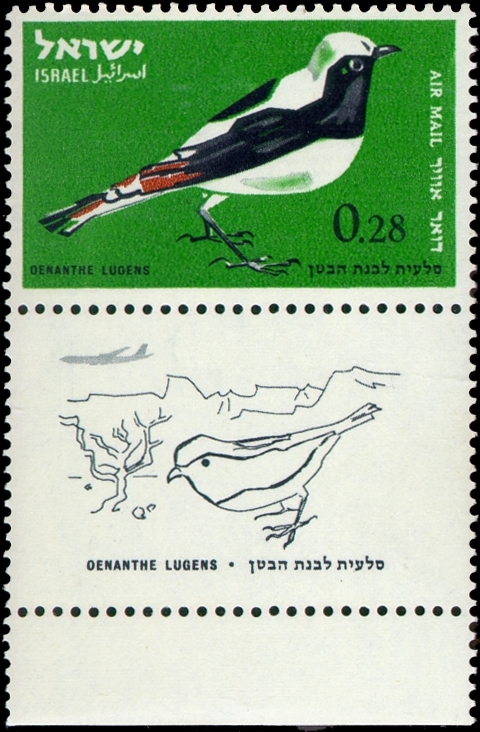 ישראל
ISRAEL اسرائيل
AIR MAIL דואר אויר
0.28
OENANTHE LUGENS סלעית לבנת הבטן
OENANTHE LUGENS • סלעית לבנת הבטן